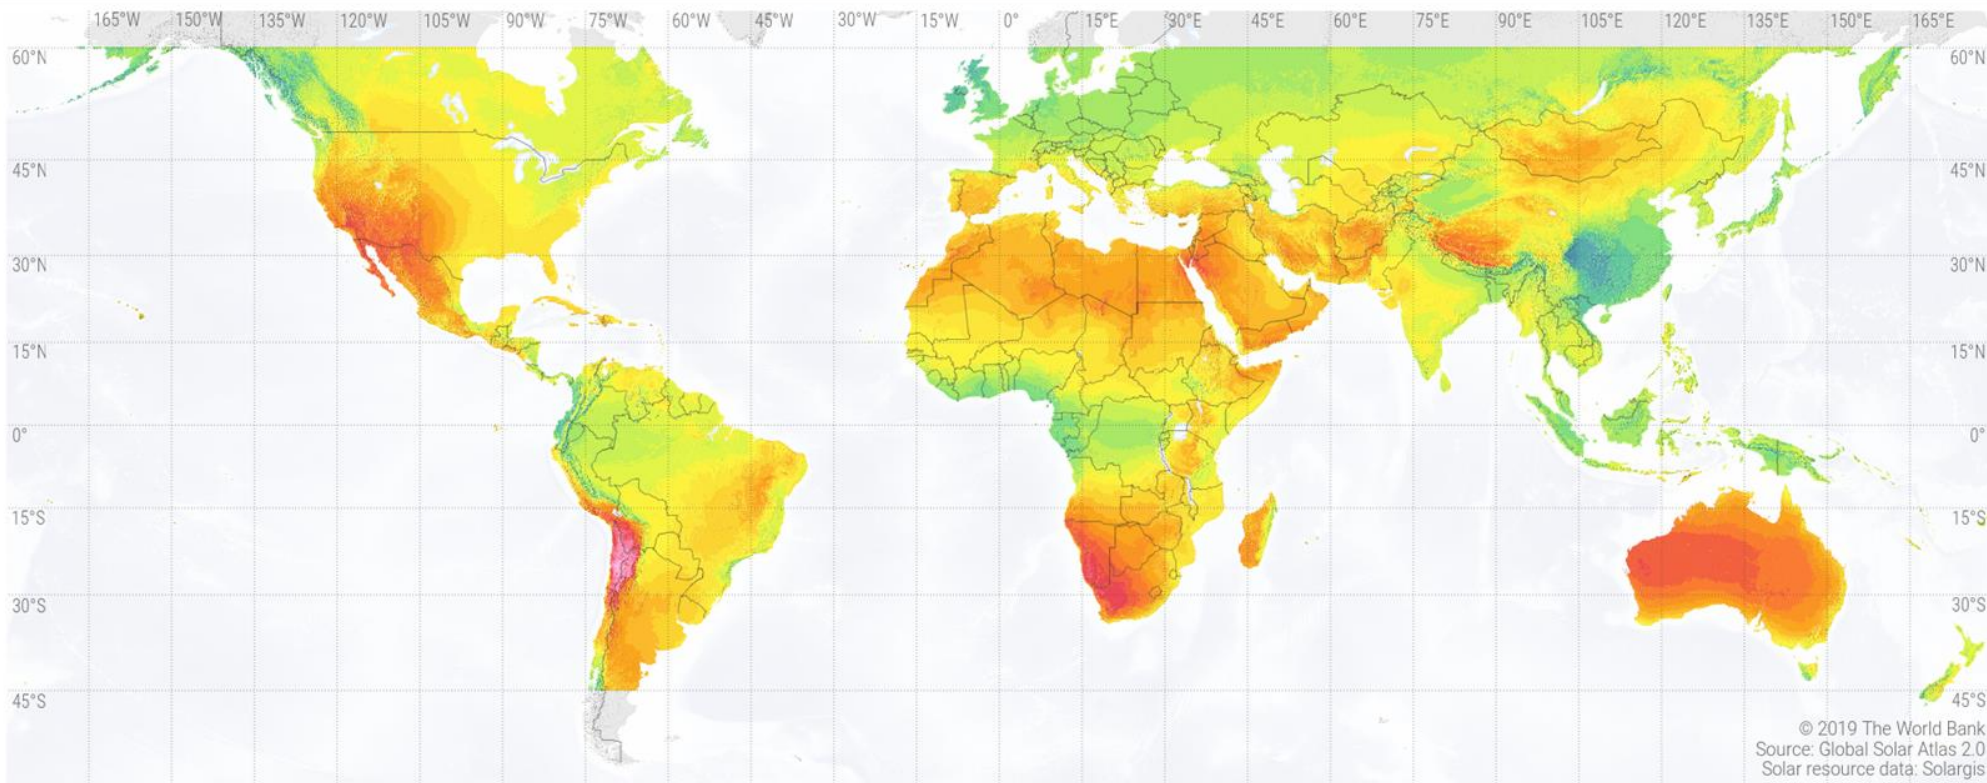 165°W 150°W 135°W 120°W 105°W 90°W 75°W 60°W 45°W 30°W 15°W 0° 15°E 30°E 45°E 60°E 75°E 90°E 105°E 120°E 135°E 150°E 165°E
60°N 60°N
45°N 45°N
30°N 30°N
15°N 15°N
0° 0°
15°S 15°S
30°S 30°S
45°S 45°S
© 2019 The World Bank
Source: Global Solar Atlas 2.0
Solar resource data: Solargis